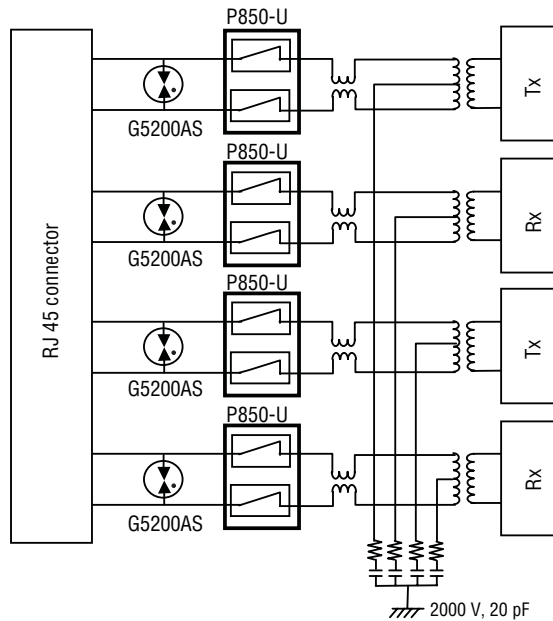 P850-U
G5200AS
Tx
P850-U
G5200AS
Rx
RJ 45 connector
P850-U
G5200AS
Tx
P850-U
G5200AS
Rx
2000 V, 20 pF